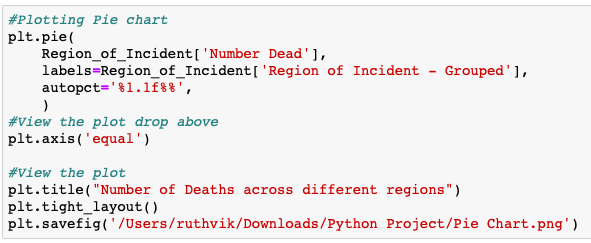 #Plotting Pie chart
plt.pie(
    Region_of_Incident['Number Dead'],
    labels=Region_of_Incident['Region of Incident - Grouped'],
    autopct='%1.1f%%',
    )
#View the plot drop above
plt.axis('equal')

#View the plot
plt.title("Number of Deaths across different regions")
plt.tight_layout()
plt.savefig('/Users/ruthvik/Downloads/Python Project/Pie Chart.png')